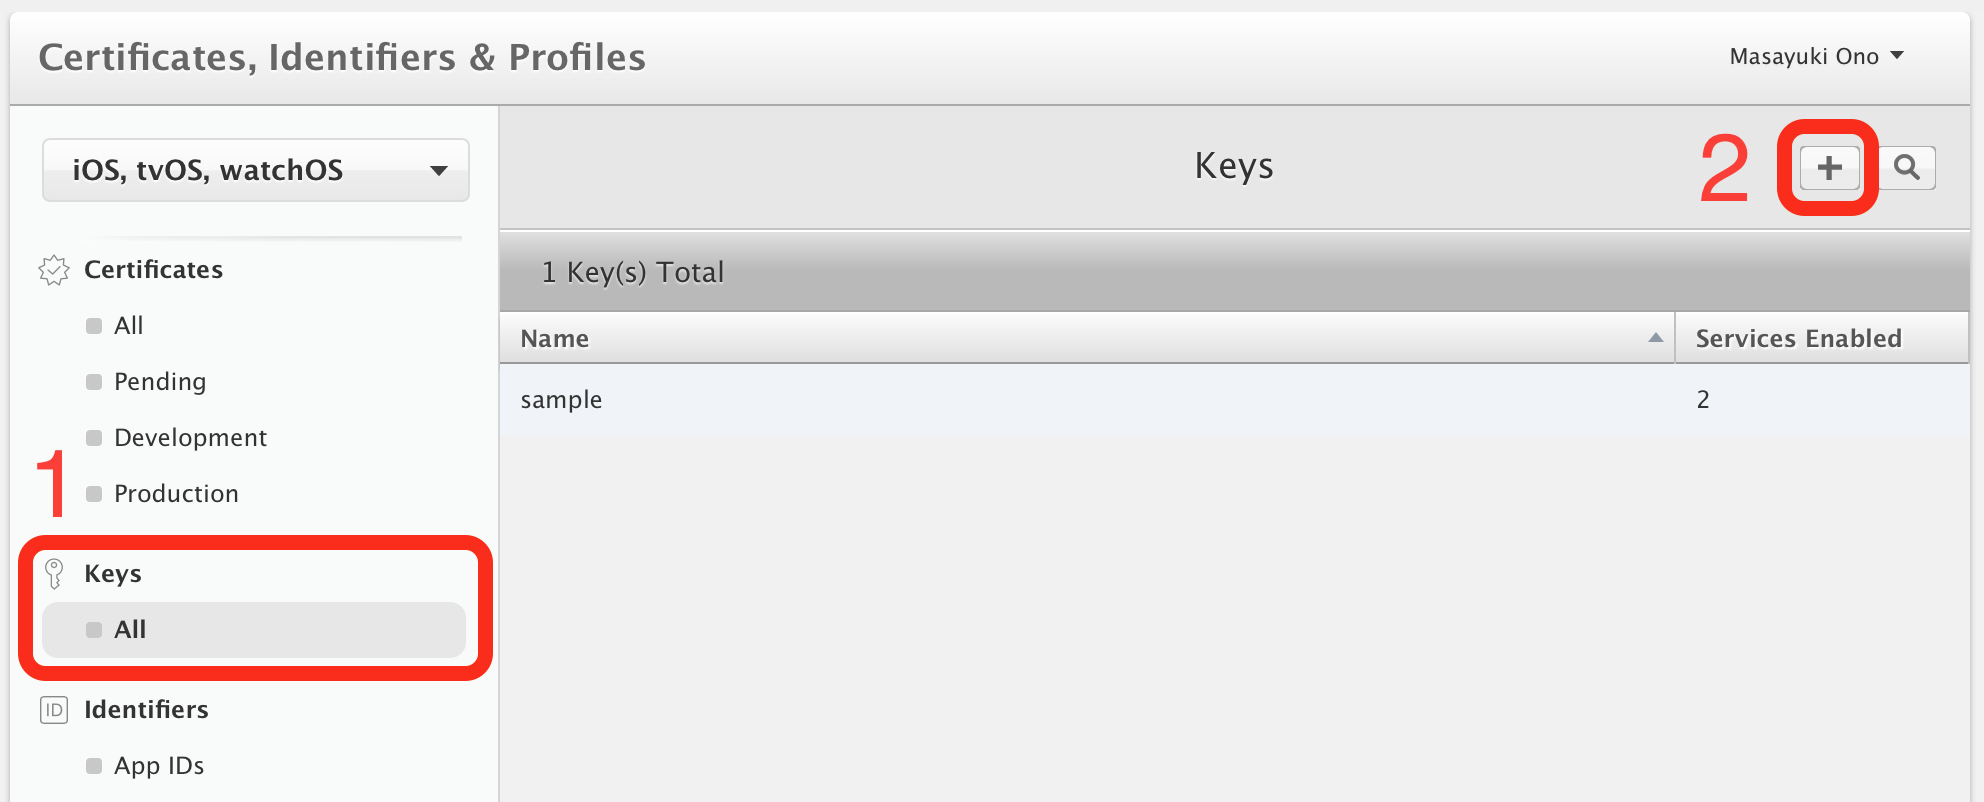 Certificates, Identifiers & Profiles
Masayuki Ono
iOS, tvOS, watchOS
Certificates
All
Pending
Development
Production
1
Keys
All
ID
Identifiers
App IDs
Keys
2
+
1 Key(s) Total
Name
Services Enabled
sample
2